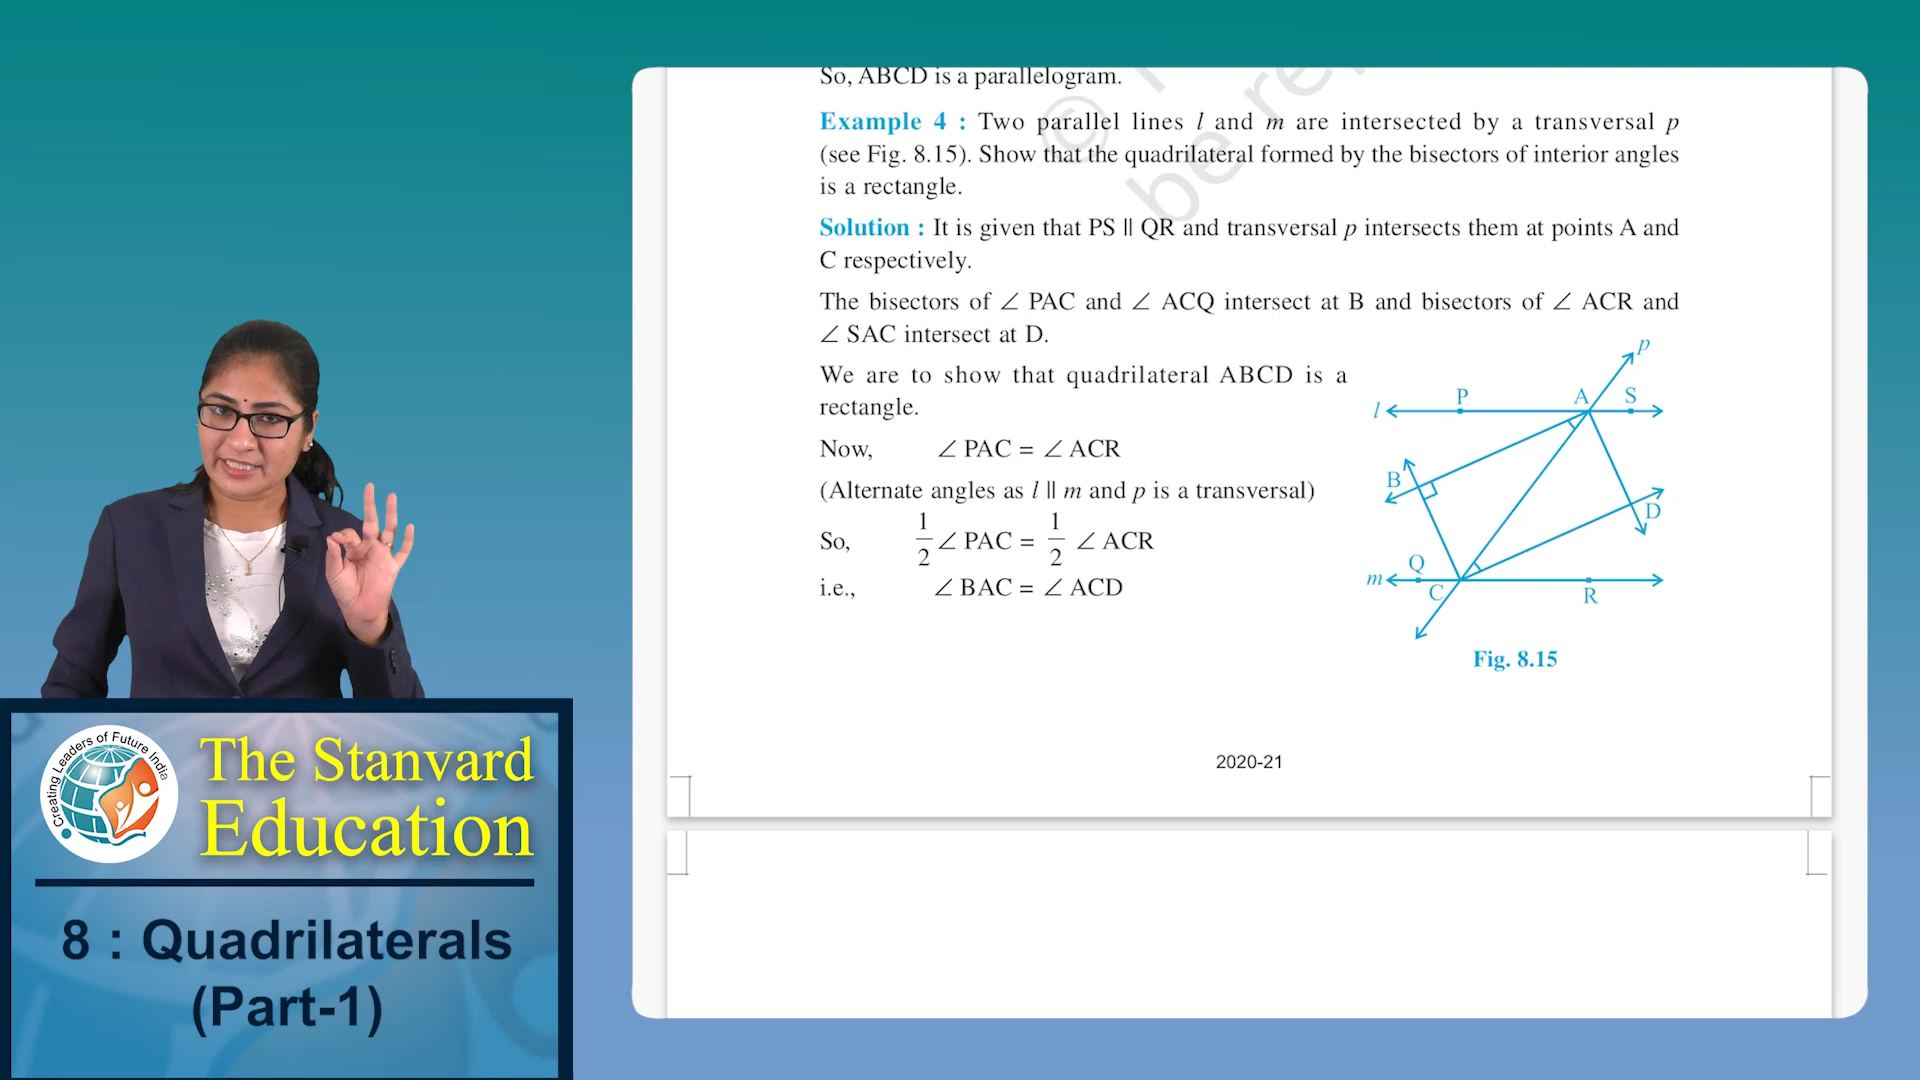 So, ABCD is a parallelogram.
Example 4 : Two parallel lines l and m are intersected by a transversal p
(see Fig. 8.15). Show that the quadrilateral formed by the bisectors of interior angles
is a rectangle.
Solution : It is given that PS || QR and transversal p intersects them at points A and
C respectively.
The bisectors of ∠ PAC and ∠ ACQ intersect at B and bisectors of ∠ ACR and
∠ SAC intersect at D.
We are to show that quadrilateral ABCD is a
rectangle.
Now, ∠ PAC = ∠ ACR
(Alternate angles as l || m and p is a transversal)
So, 1/2 ∠ PAC = 1/2 ∠ ACR
i.e., ∠ BAC = ∠ ACD
p
l P A S
B
D
m Q C R
Fig. 8.15
2020-21
©
be re
Creating Leaders of Future India
The Stanvard
Education
8 : Quadrilaterals
(Part-1)